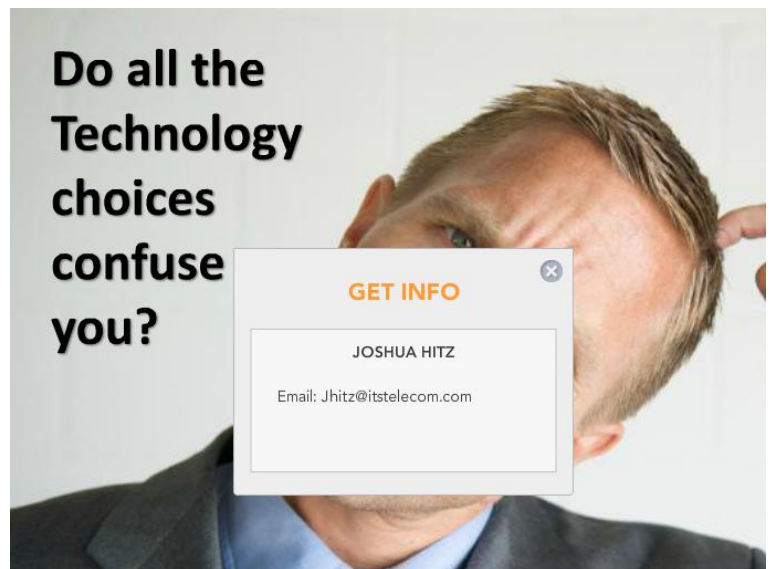 Do all the
Technology
choices
confuse
you?
GET INFO
JOSHUA HITZ
Email: Jhitz@itstelecom.com